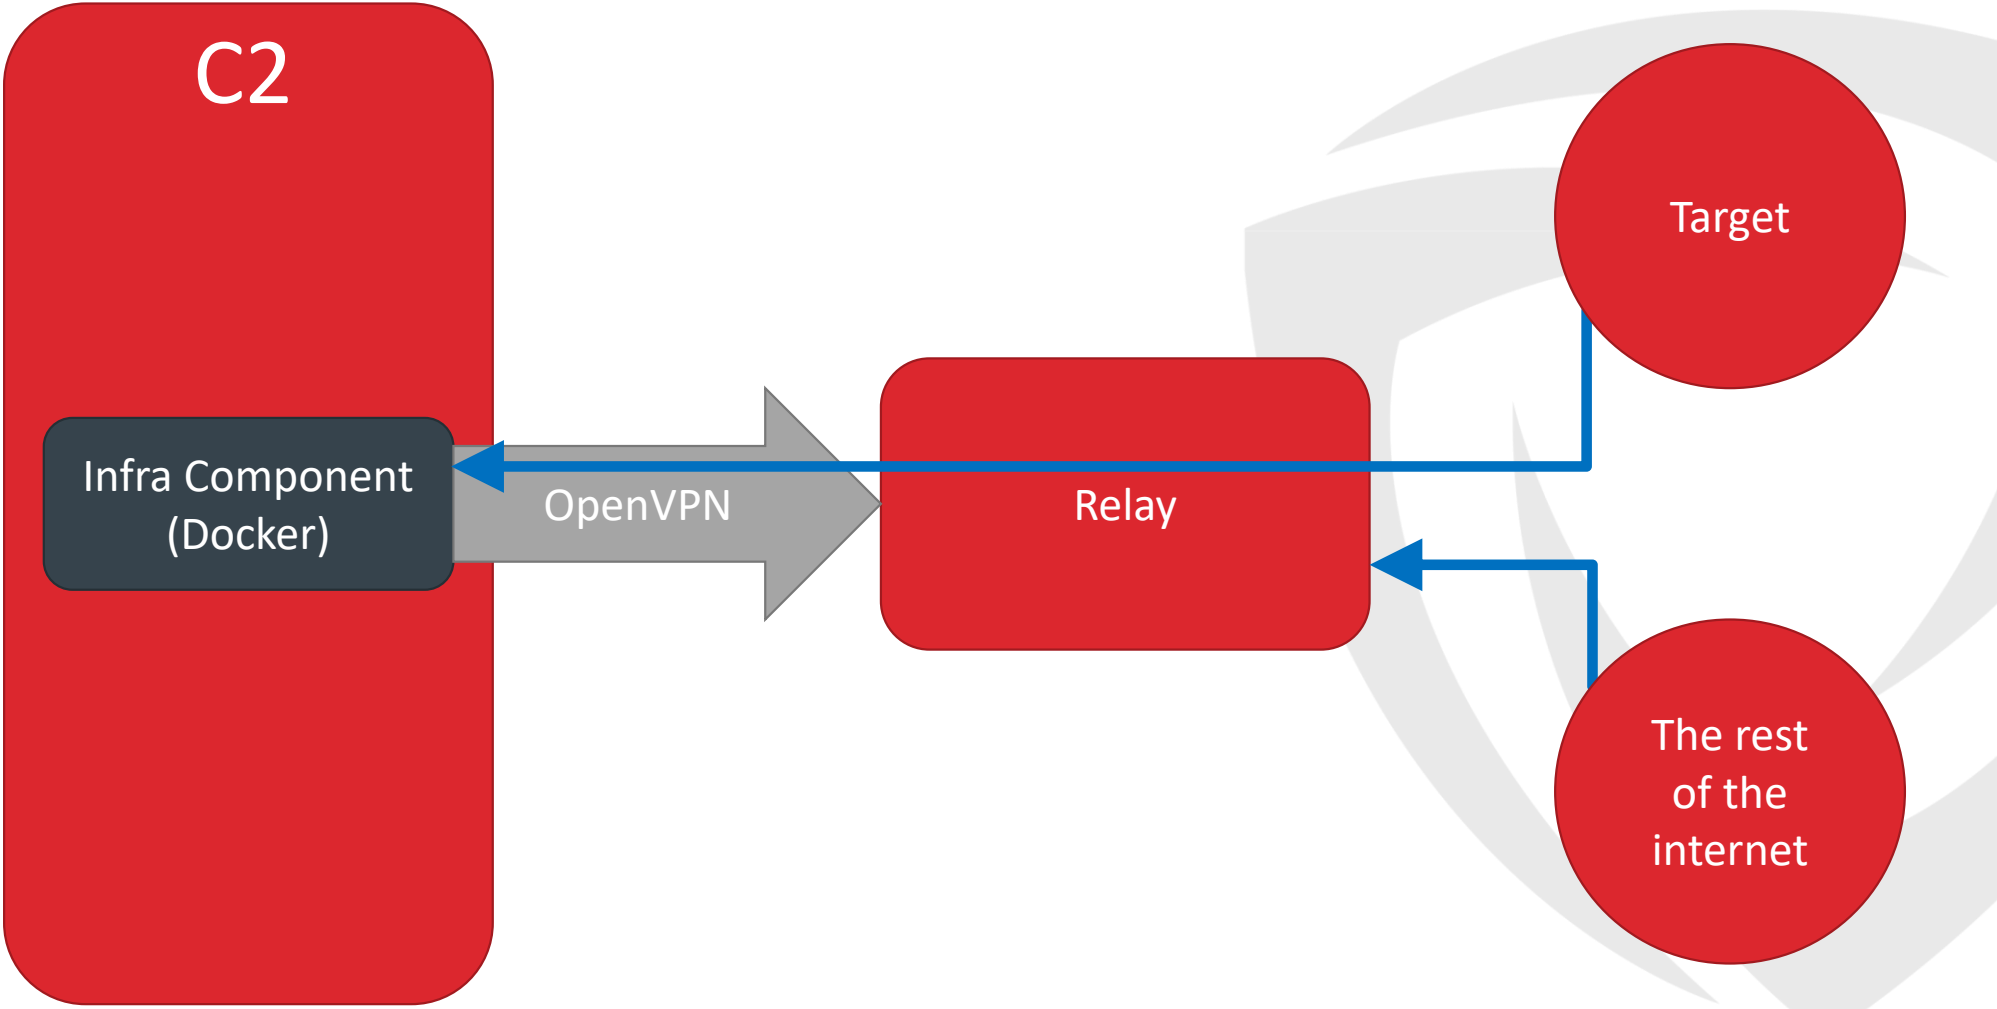 C2
Infra Component
(Docker)
OpenVPN
Relay
Target
The rest
of the
internet